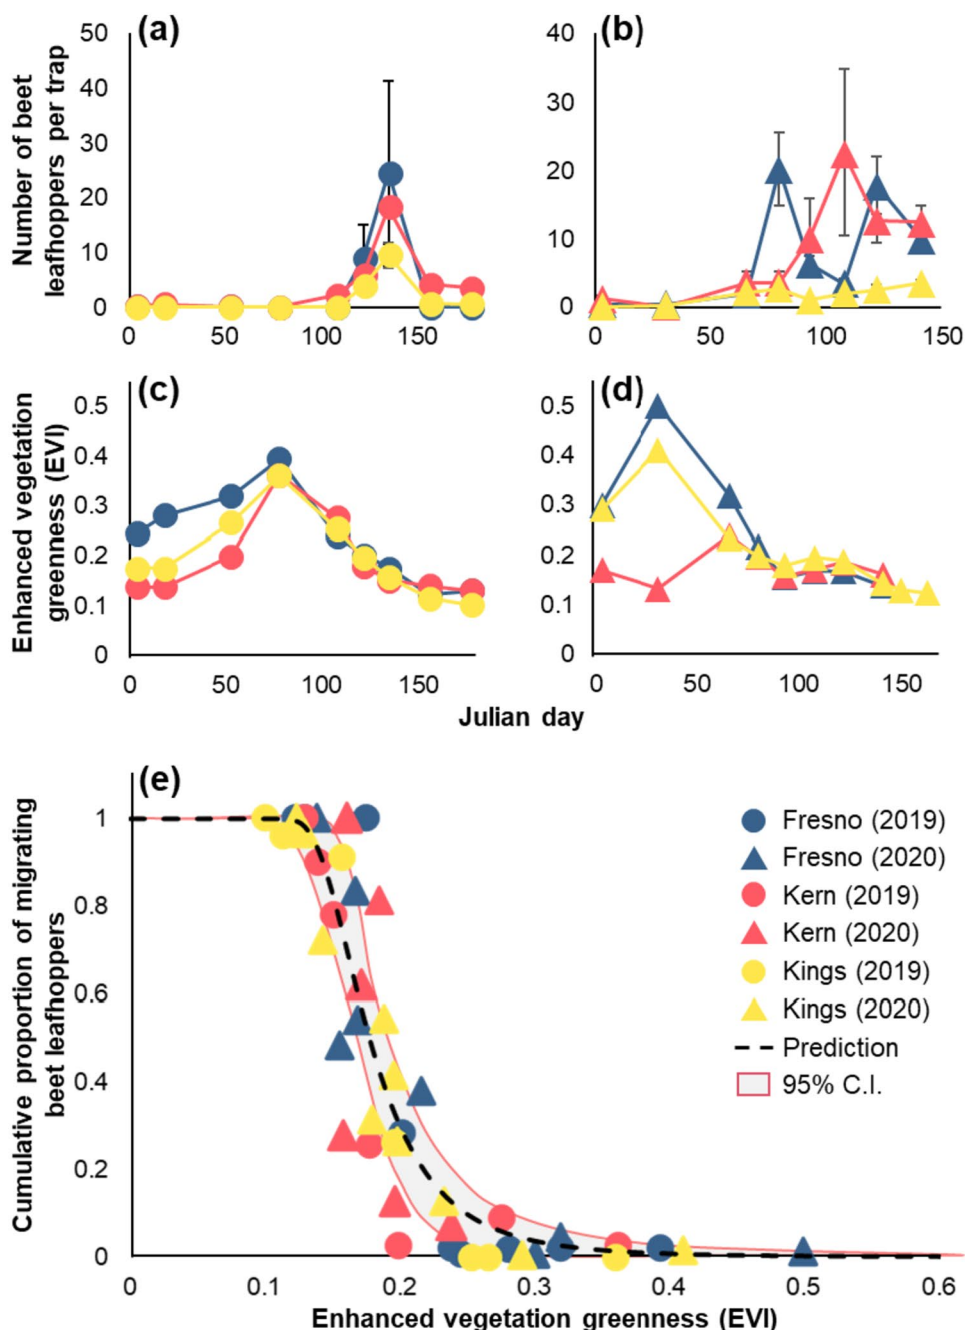 (a)
(b)
Number of beet
leafhoppers per trap
50
40
30
20
10
0
0
50
100
150
40
30
20
10
0
0
50
100
150
(c)
(d)
Enhanced vegetation
greenness (EVI)
0.5
0.4
0.3
0.2
0.1
0
0
50
100
150
0.5
0.4
0.3
0.2
0.1
0
0
50
100
150
Julian day
(e)
Cumulative proportion of migrating
beet leafhoppers
1
0.8
0.6
0.4
0.2
0
0
0.1
0.2
0.3
0.4
0.5
0.6
Fresno (2019)
Fresno (2020)
Kern (2019)
Kern (2020)
Kings (2019)
Kings (2020)
Prediction
95% C.I.
Enhanced vegetation greenness (EVI)